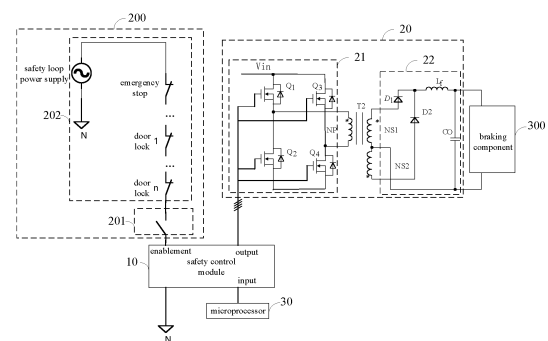 200
20
21
22
safety loop
power supply
Vin
Q1
Q3
emergency
stop
T2
D1
Lf
D2
...
202
NP
NS1
CO
braking
component
300
N
door
lock 1
...
Q2
Q4
NS2
door
lock n
201
enablement
output
10
safety control
module
input
microprocessor
30
N